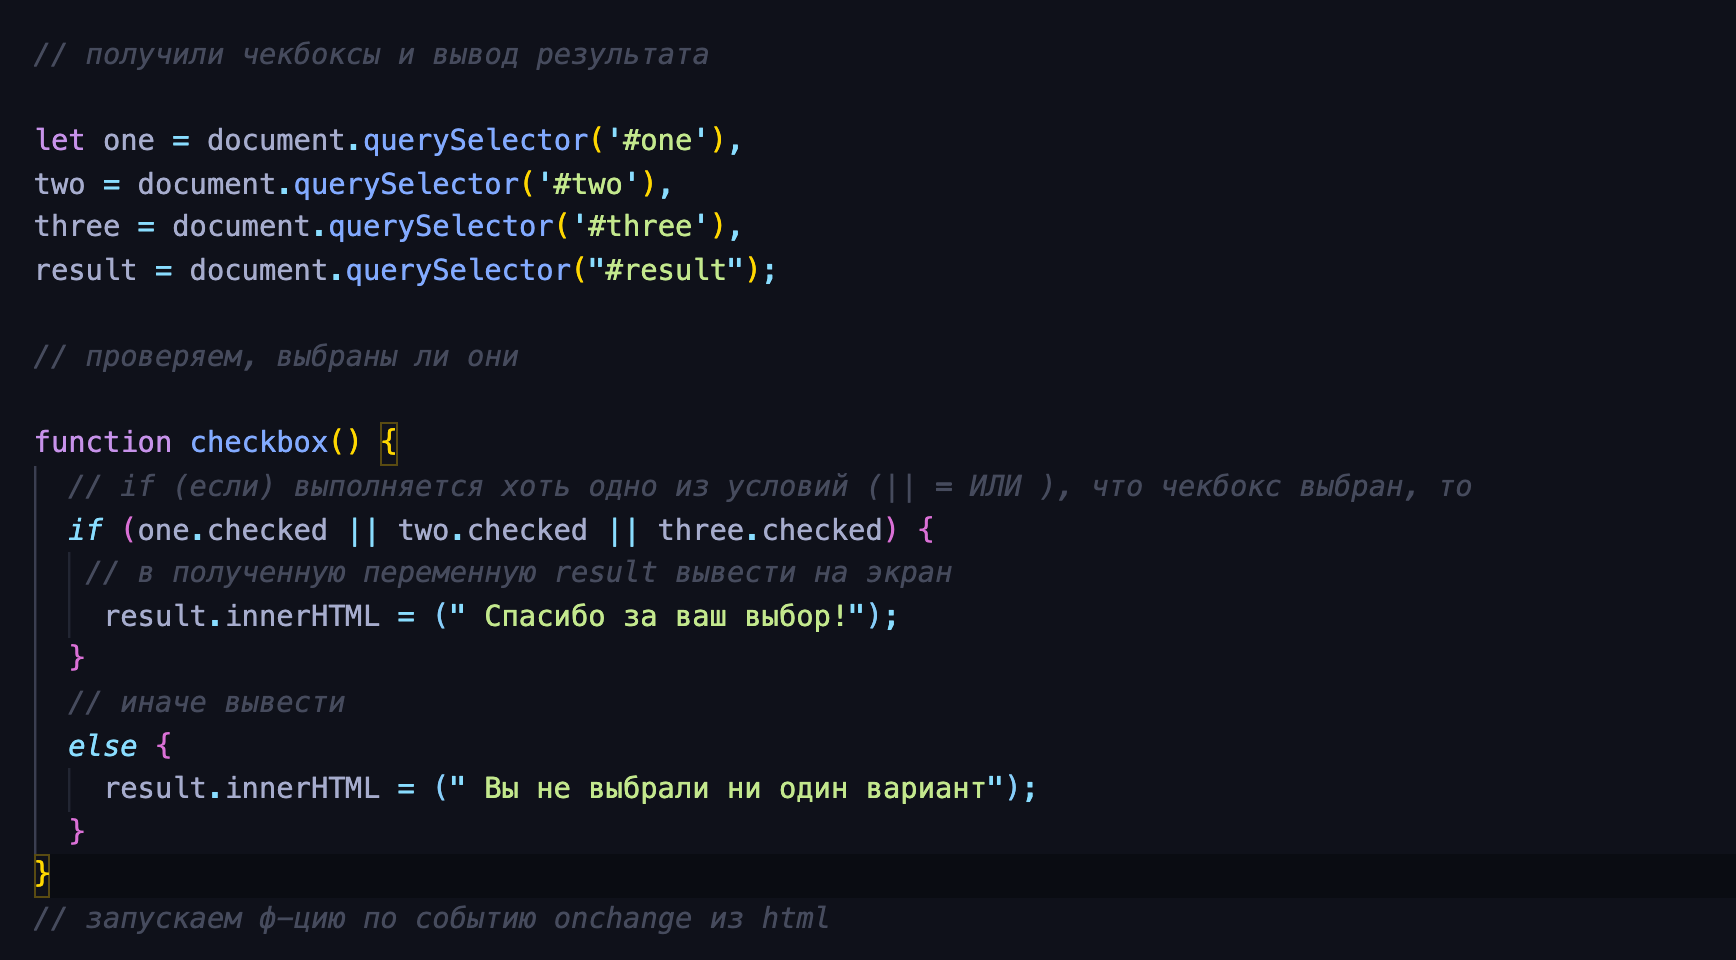 // получили чекбоксы и вывод результата
let one = document.querySelector('#one'),
two = document.querySelector('#two'),
three = document.querySelector('#three'),
result = document.querySelector("#result");
// проверяем, выбраны ли они
function checkbox() {
// if (если) выполняется хоть одно из условий (|| = ИЛИ ), что чекбокс выбран, то
if (one.checked || two.checked || three.checked) {
// в полученную переменную result вывести на экран
result.innerHTML = (" Спасибо за ваш выбор!");
}
// иначе вывести
else {
result.innerHTML = (" Вы не выбрали ни один вариант");
}
}
// запускаем ф-цию по событию onchange из html